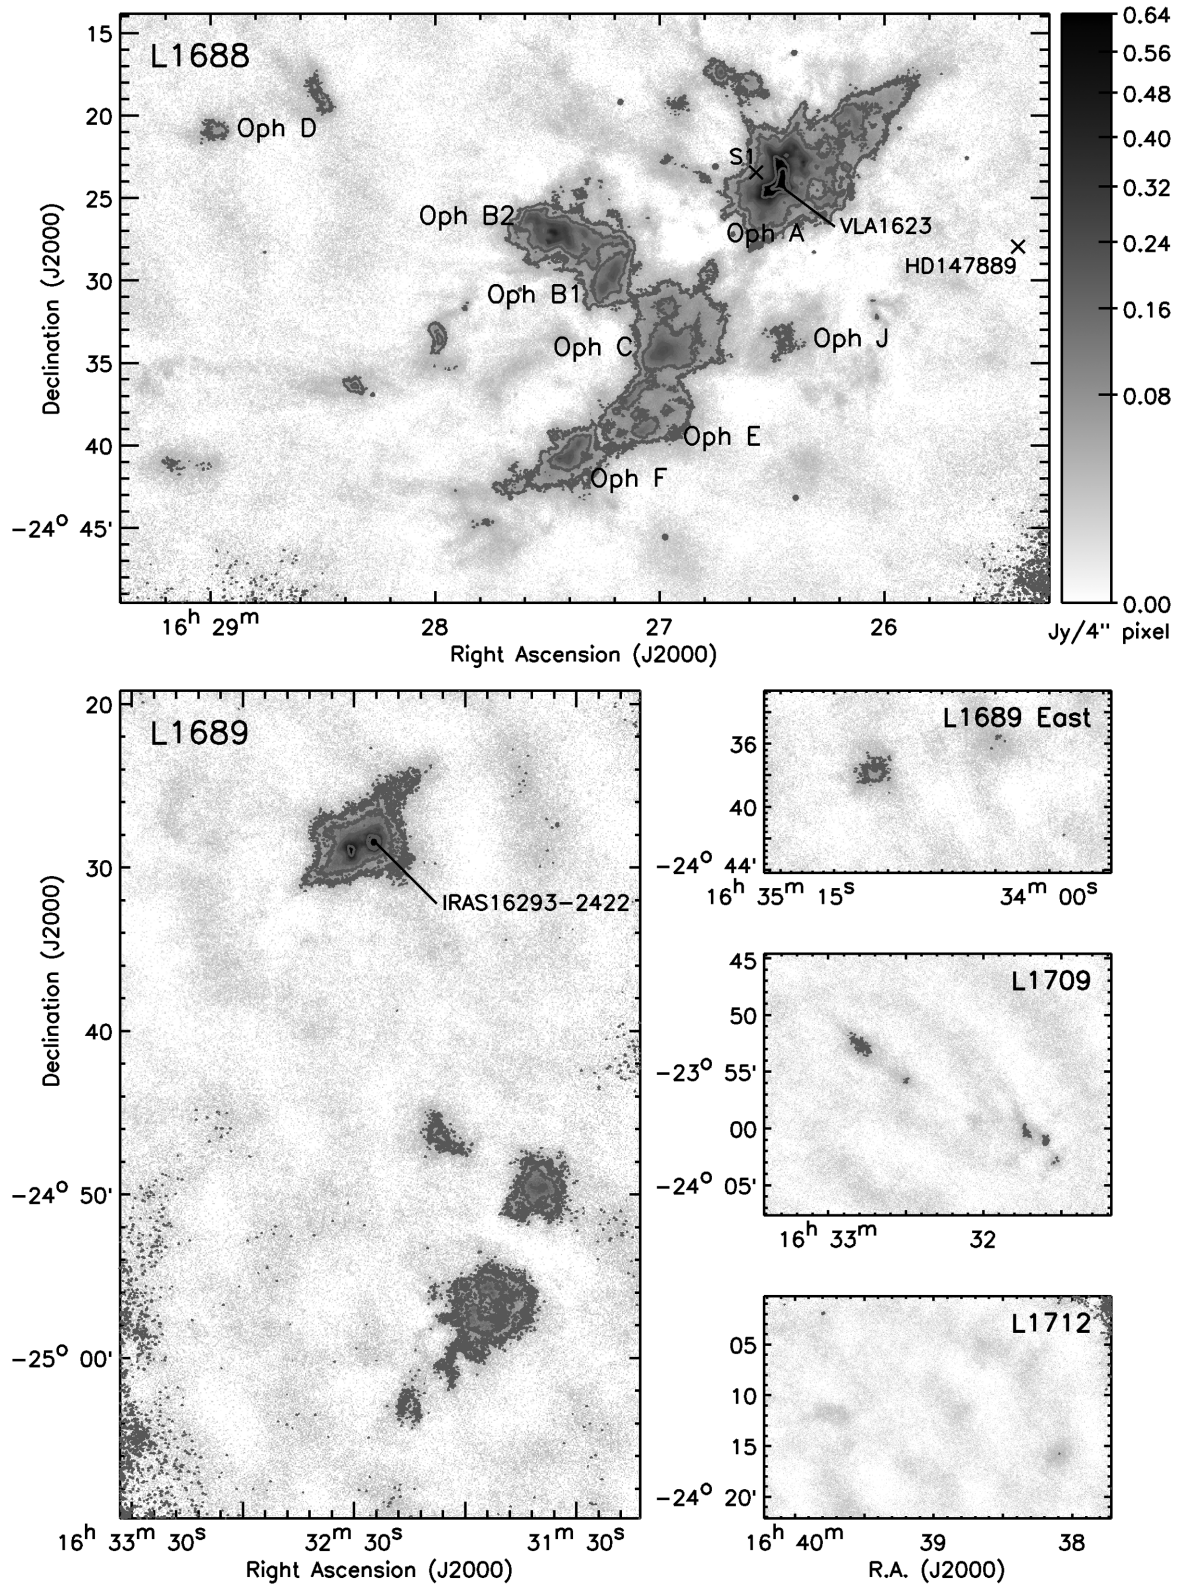 L1688
15
20
25
30
35
40
−24° 45'
Declination (J2000)
Oph D
S1
Oph B2
Oph A
VLA1623
HD147889
Oph B1
Oph C
Oph J
Oph E
Oph F
16ʰ 29ᵐ
28
27
26
Right Ascension (J2000)
0.64
0.56
0.48
0.40
0.32
0.24
0.16
0.08
0.00
Jy/4" pixel
L1689
20
30
40
−24° 50'
−25° 00'
Declination (J2000)
IRAS16293−2422
16ʰ 33ᵐ 30ˢ
32ᵐ 30ˢ
31ᵐ 30ˢ
Right Ascension (J2000)
L1689 East
36
40
−24° 44'
16ʰ 35ᵐ 15ˢ
34ᵐ 00ˢ
L1709
45
50
−23° 55'
00
−24° 05'
16ʰ 33ᵐ
32
L1712
05
10
15
−24° 20'
16ʰ 40ᵐ
39
38
R.A. (J2000)